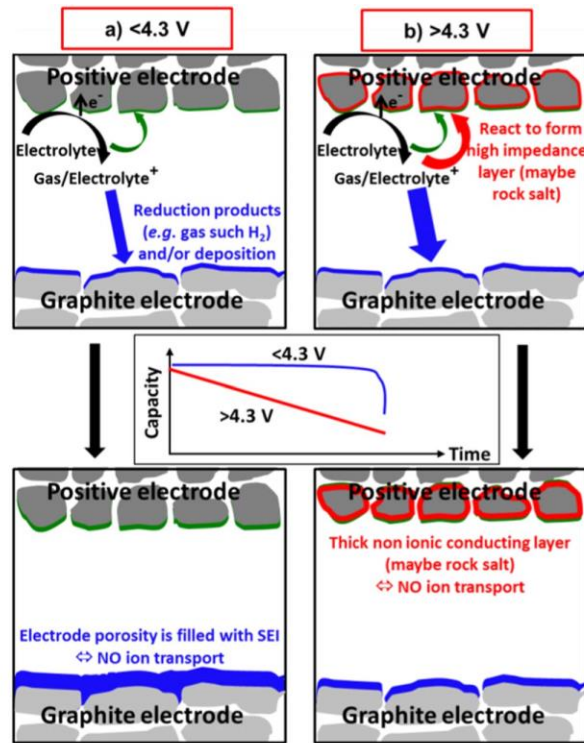 a) <4.3 V
b) >4.3 V
Positive electrode
e-
Electrolyte
Gas/Electrolyte+
Reduction products
(e.g. gas such H2)
and/or deposition
Graphite electrode
Positive electrode
e-
Electrolyte
Gas/Electrolyte+
React to form
high impedance
layer (maybe
rock salt)
Graphite electrode
Capacity
<4.3 V
>4.3 V
Time
Positive electrode
Electrode porosity is filled with SEI
⇔ NO ion transport
Graphite electrode
Positive electrode
Thick non ionic conducting layer
(maybe rock salt)
⇔ NO ion transport
Graphite electrode